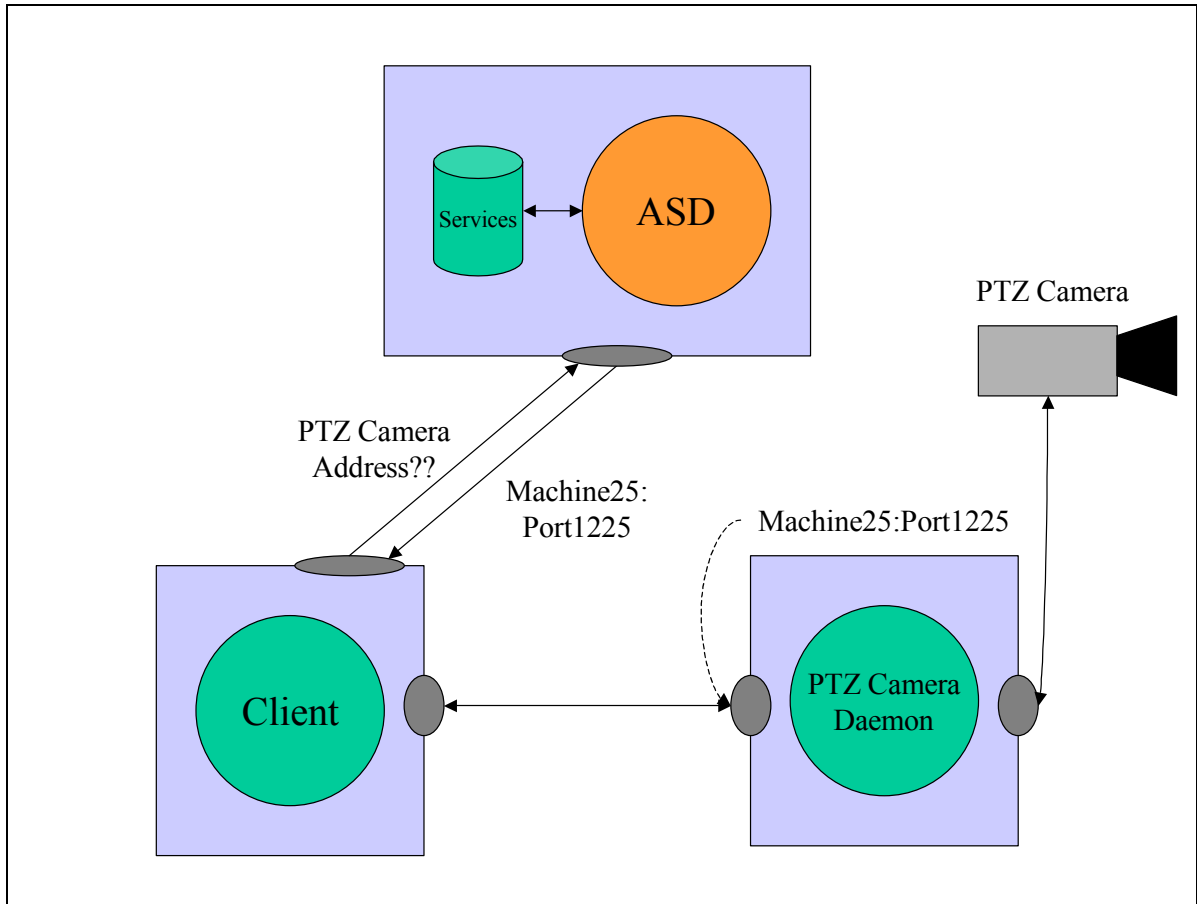 Services
ASD
PTZ Camera
PTZ Camera
Address??
Machine25:
Port1225
Machine25:Port1225
Client
PTZ Camera
Daemon